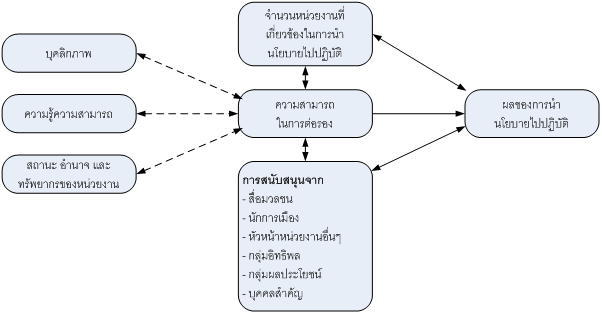 จำนวนหน่วยงานที่
เกี่ยวข้องในการนำ
นโยบายไปปฏิบัติ
บุคลิกภาพ
ความรู้ความสามารถ
สถานะ อำนาจ และ
ทรัพยากรของหน่วยงาน
ความสามารถ
ในการต่อรอง
ผลของการนำ
นโยบายไปปฏิบัติ
การสนับสนุนจาก
- สื่อมวลชน
- นักการเมือง
- หัวหน้าหน่วยงานอื่นๆ
- กลุ่มอิทธิพล
- กลุ่มผลประโยชน์
- บุคคลสำคัญ